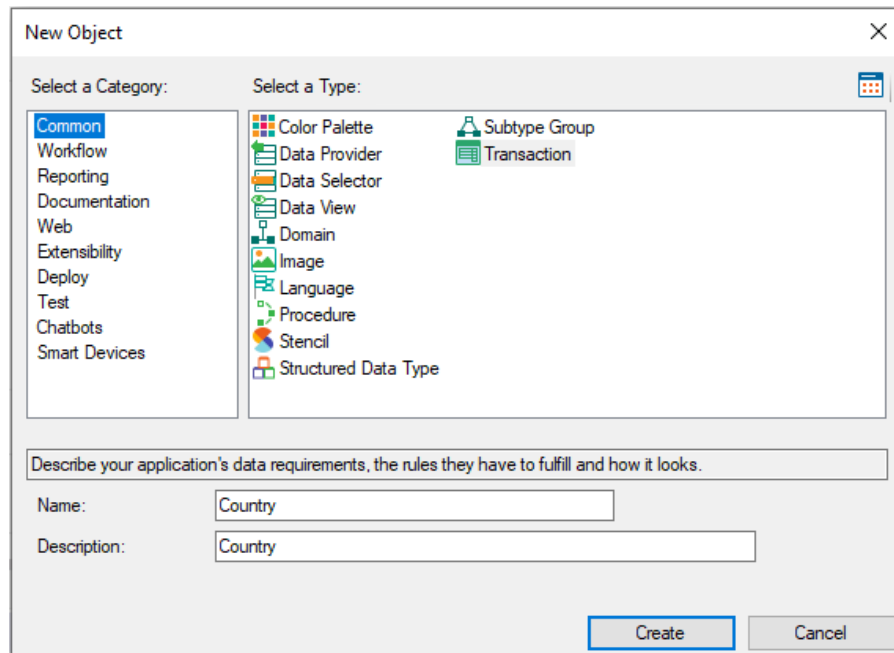 New Object
Select a Category:
Select a Type:
Common
Workflow
Reporting
Documentation
Web
Extensibility
Deploy
Test
Chatbots
Smart Devices
Color Palette
Data Provider
Data Selector
Data View
Domain
Image
Language
Procedure
Stencil
Structured Data Type
Subtype Group
Transaction
Describe your application's data requirements, the rules they have to fulfill and how it looks.
Name: Country
Description: Country
Create Cancel